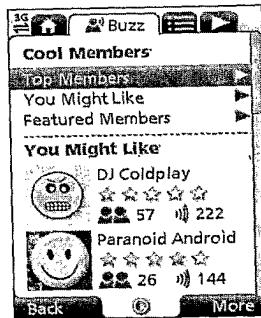 3G
Buzz
Cool Members
Top Members
You Might Like
Featured Members
You Might Like
DJ Coldplay
57 222
Paranoid Android
26 144
Back More